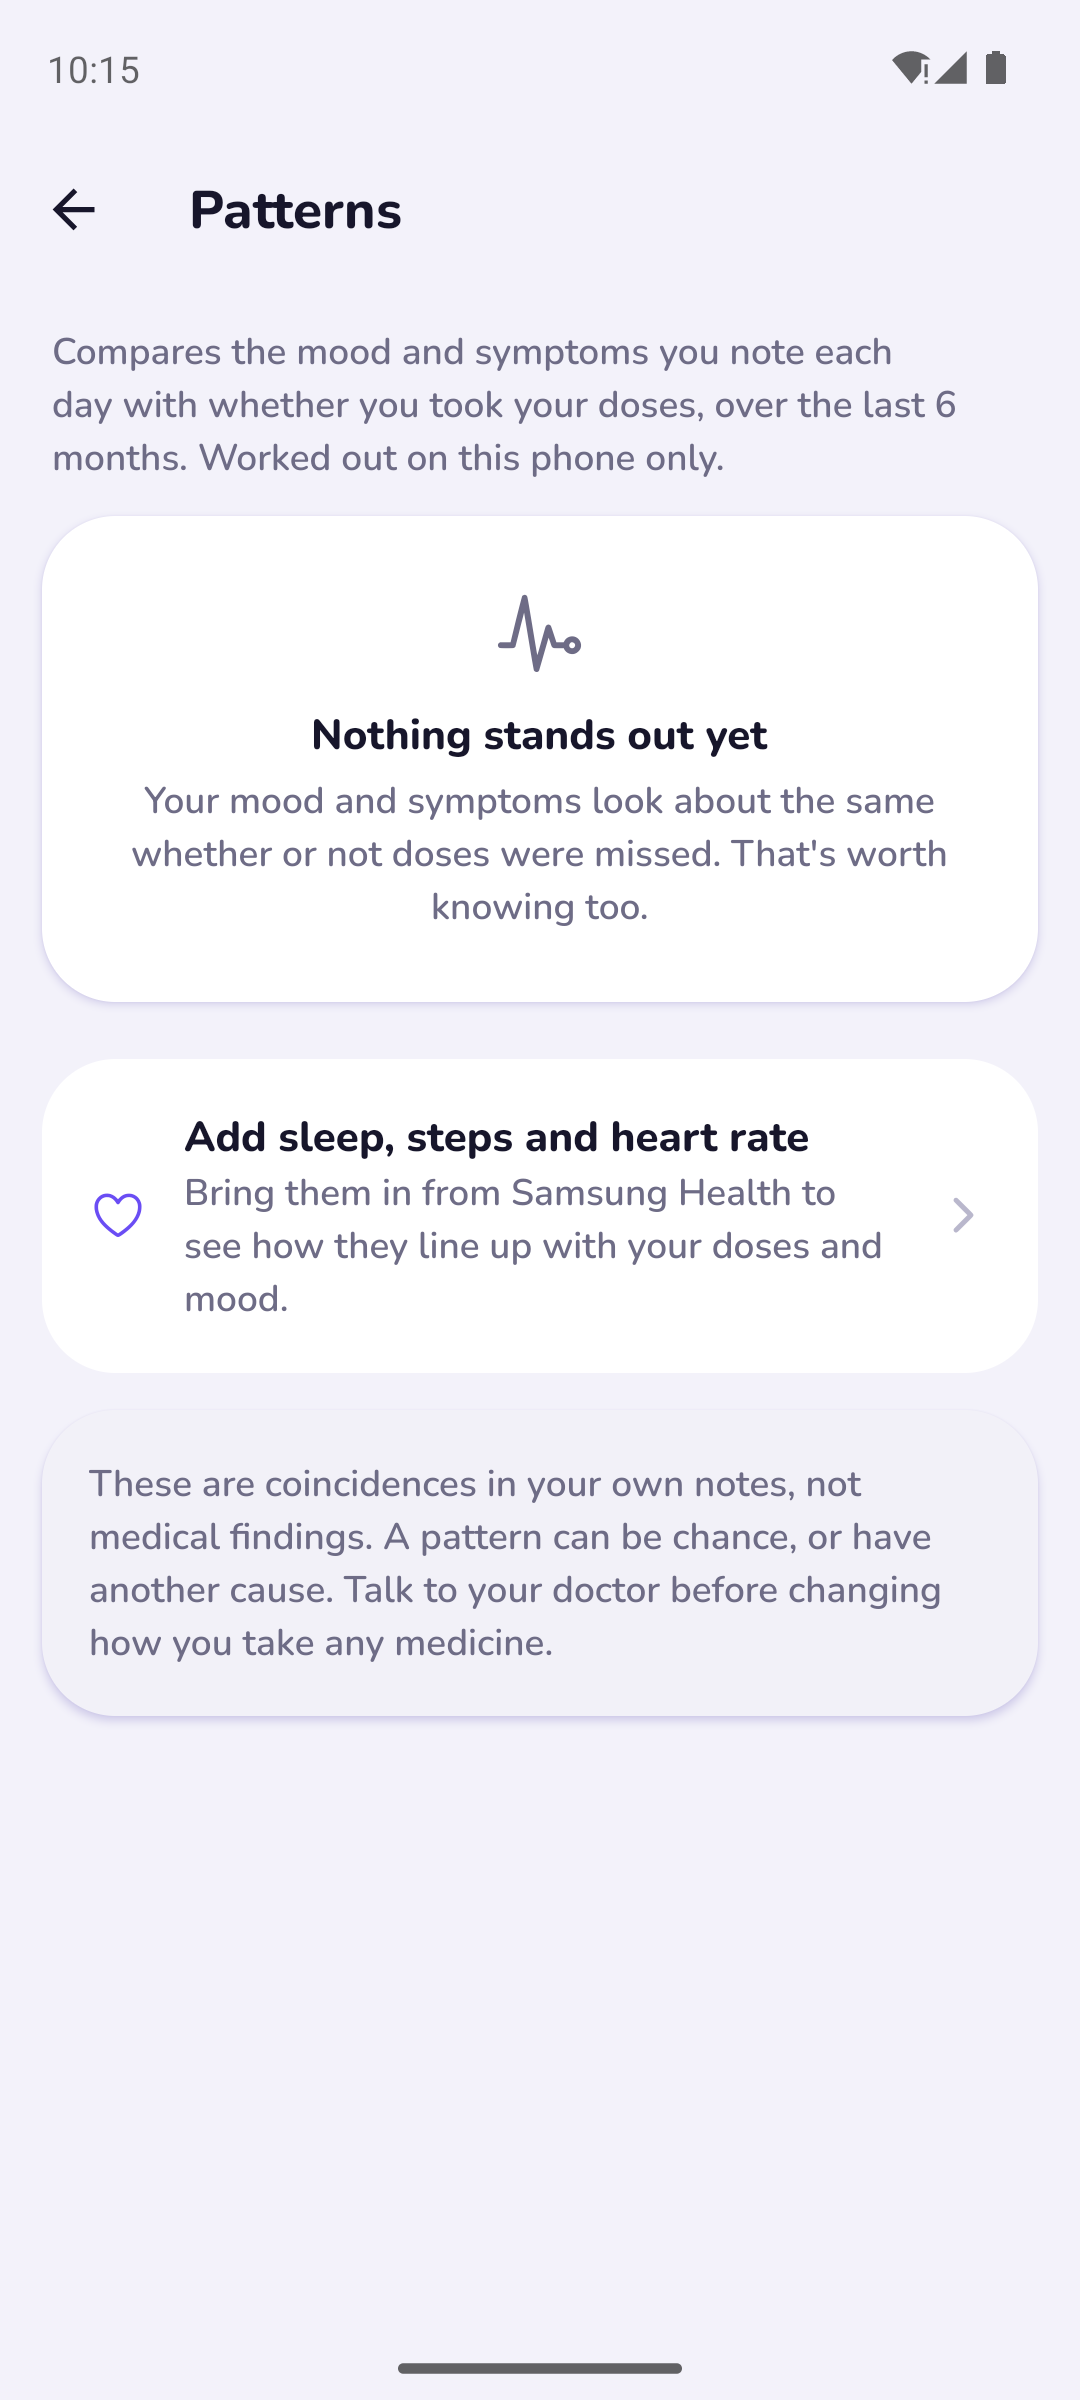 10:15
Patterns
Compares the mood and symptoms you note each
day with whether you took your doses, over the last 6
months. Worked out on this phone only.
Nothing stands out yet
Your mood and symptoms look about the same
whether or not doses were missed. That's worth
knowing too.
Add sleep, steps and heart rate
Bring them in from Samsung Health to
see how they line up with your doses and
mood.
These are coincidences in your own notes, not
medical findings. A pattern can be chance, or have
another cause. Talk to your doctor before changing
how you take any medicine.